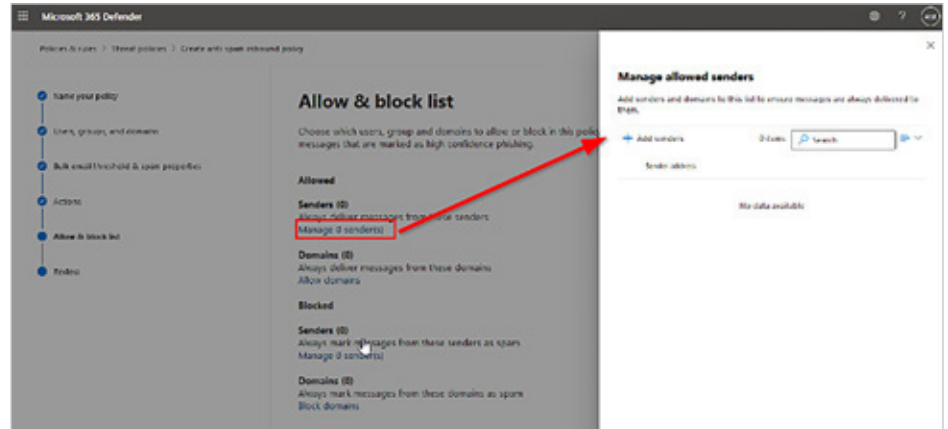 Microsoft 365 Defender
?
Policies & rules > Threat policies > Create anti-spam inbound policy
Name your policy
Users, groups, and domains
Bulk email threshold & spam properties
Actions
Allow & block list
Review
Allow & block list
Choose which users, group and domains to allow or block in this policy
messages that are marked as high confidence phishing.
Allowed
Senders (0)
Always deliver messages from these senders
Manage 0 sender(s)
Domains (0)
Always deliver messages from these domains
Allow domains
Blocked
Senders (0)
Always mark messages from these senders as spam
Manage 0 sender(s)
Domains (0)
Always mark messages from these domains as spam
Block domains
Manage allowed senders
Add senders and domains to this list to ensure messages are always delivered to
them.
+ Add senders
0 items
Search
Sender address
No data available